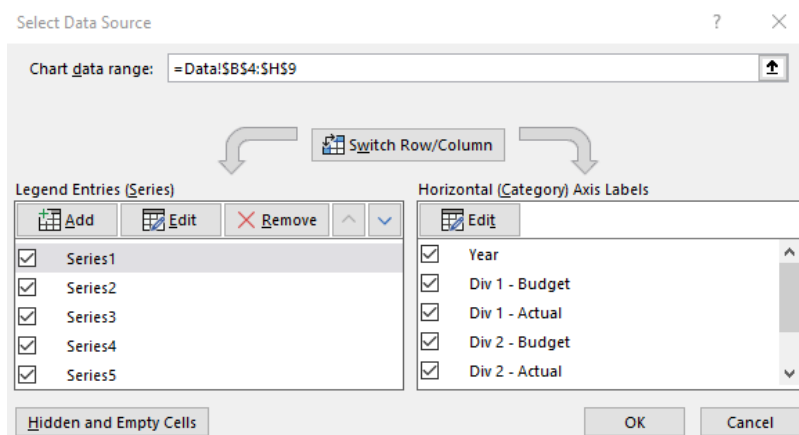 Select Data Source ? ×
Chart data range: =Data!$B$4:$H$9
Switch Row/Column
Legend Entries (Series)
Add Edit Remove
Series1
Series2
Series3
Series4
Series5
Horizontal (Category) Axis Labels
Edit
Year
Div 1 - Budget
Div 1 - Actual
Div 2 - Budget
Div 2 - Actual
Hidden and Empty Cells
OK Cancel